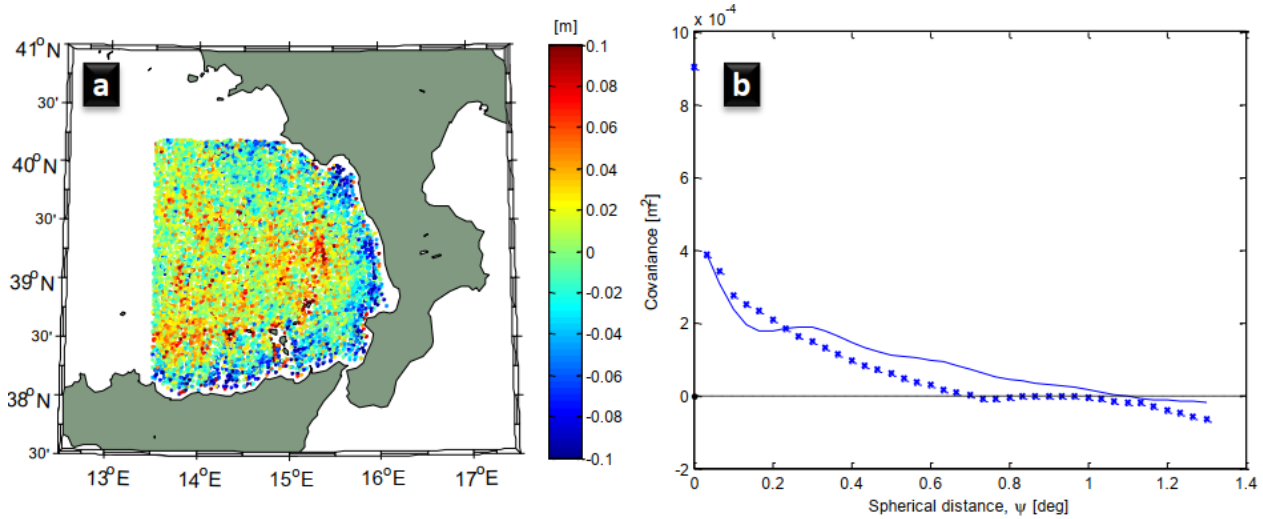 a
[m]
41°N
30'
40°N
30'
39°N
30'
38°N
30'
13°E
14°E
15°E
16°E
17°E
0.1
0.08
0.06
0.04
0.02
0
-0.02
-0.04
-0.06
-0.08
-0.1
b
x 10⁻⁴
10
8
6
4
2
0
-2
Covariance [m²]
0
0.2
0.4
0.6
0.8
1
1.2
1.4
Spherical distance, ψ [deg]